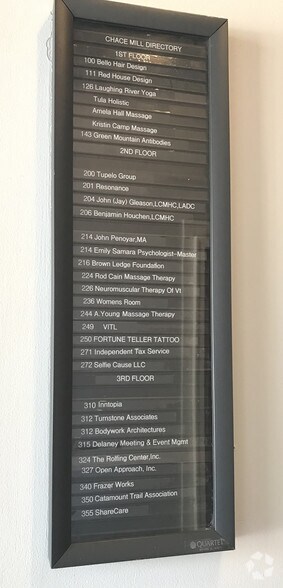 CHACE MILL DIRECTORY
1ST FLOOR
100 Bello Hair Design
111 Red House Design
126 Laughing River Yoga
Tula Holistic
Amela Hall Massage
Kristin Camp Massage
143 Green Mountain Antibodies
2ND FLOOR
200 Tupelo Group
201 Resonance
204 John (Jay) Gleason,LCMHC,LADC
206 Benjamin Houchen,LCMHC
214 John Penoyar,MA
214 Emily Samara Psychologist-Master
216 Brown Ledge Foundation
224 Rod Cain Massage Therapy
226 Neuromuscular Therapy Of Vt
236 Womens Room
244 A Young Massage Therapy
249 VITL
250 FORTUNE TELLER TATTOO
271 Independent Tax Service
272 Selfie Cause LLC
3RD FLOOR
310 Inntopia
312 Turnstone Associates
312 Bodywork Architectures
315 Delaney Meeting & Event Mgmt
324 The Rolling Center,Inc.
327 Open Approach, Inc.
340 Frazer Works
350 Catamount Trail Association
355 ShareCare
QUARTET